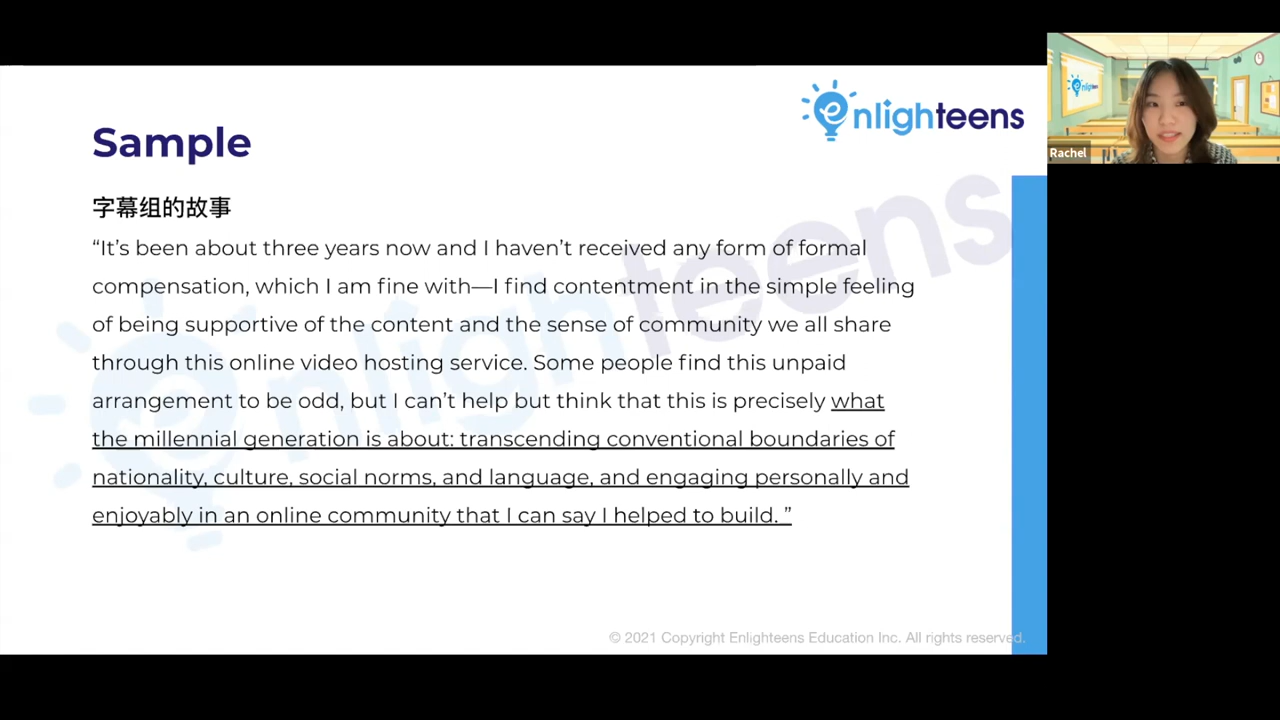 enlighteens
Sample
字幕组的故事
“It’s been about three years now and I haven’t received any form of formal
compensation, which I am fine with—I find contentment in the simple feeling
of being supportive of the content and the sense of community we all share
through this online video hosting service. Some people find this unpaid
arrangement to be odd, but I can’t help but think that this is precisely what
the millennial generation is about: transcending conventional boundaries of
nationality, culture, social norms, and language, and engaging personally and
enjoyably in an online community that I can say I helped to build. ”
enlighteens
© 2021 Copyright Enlighteens Education Inc. All rights reserved.
Rachel